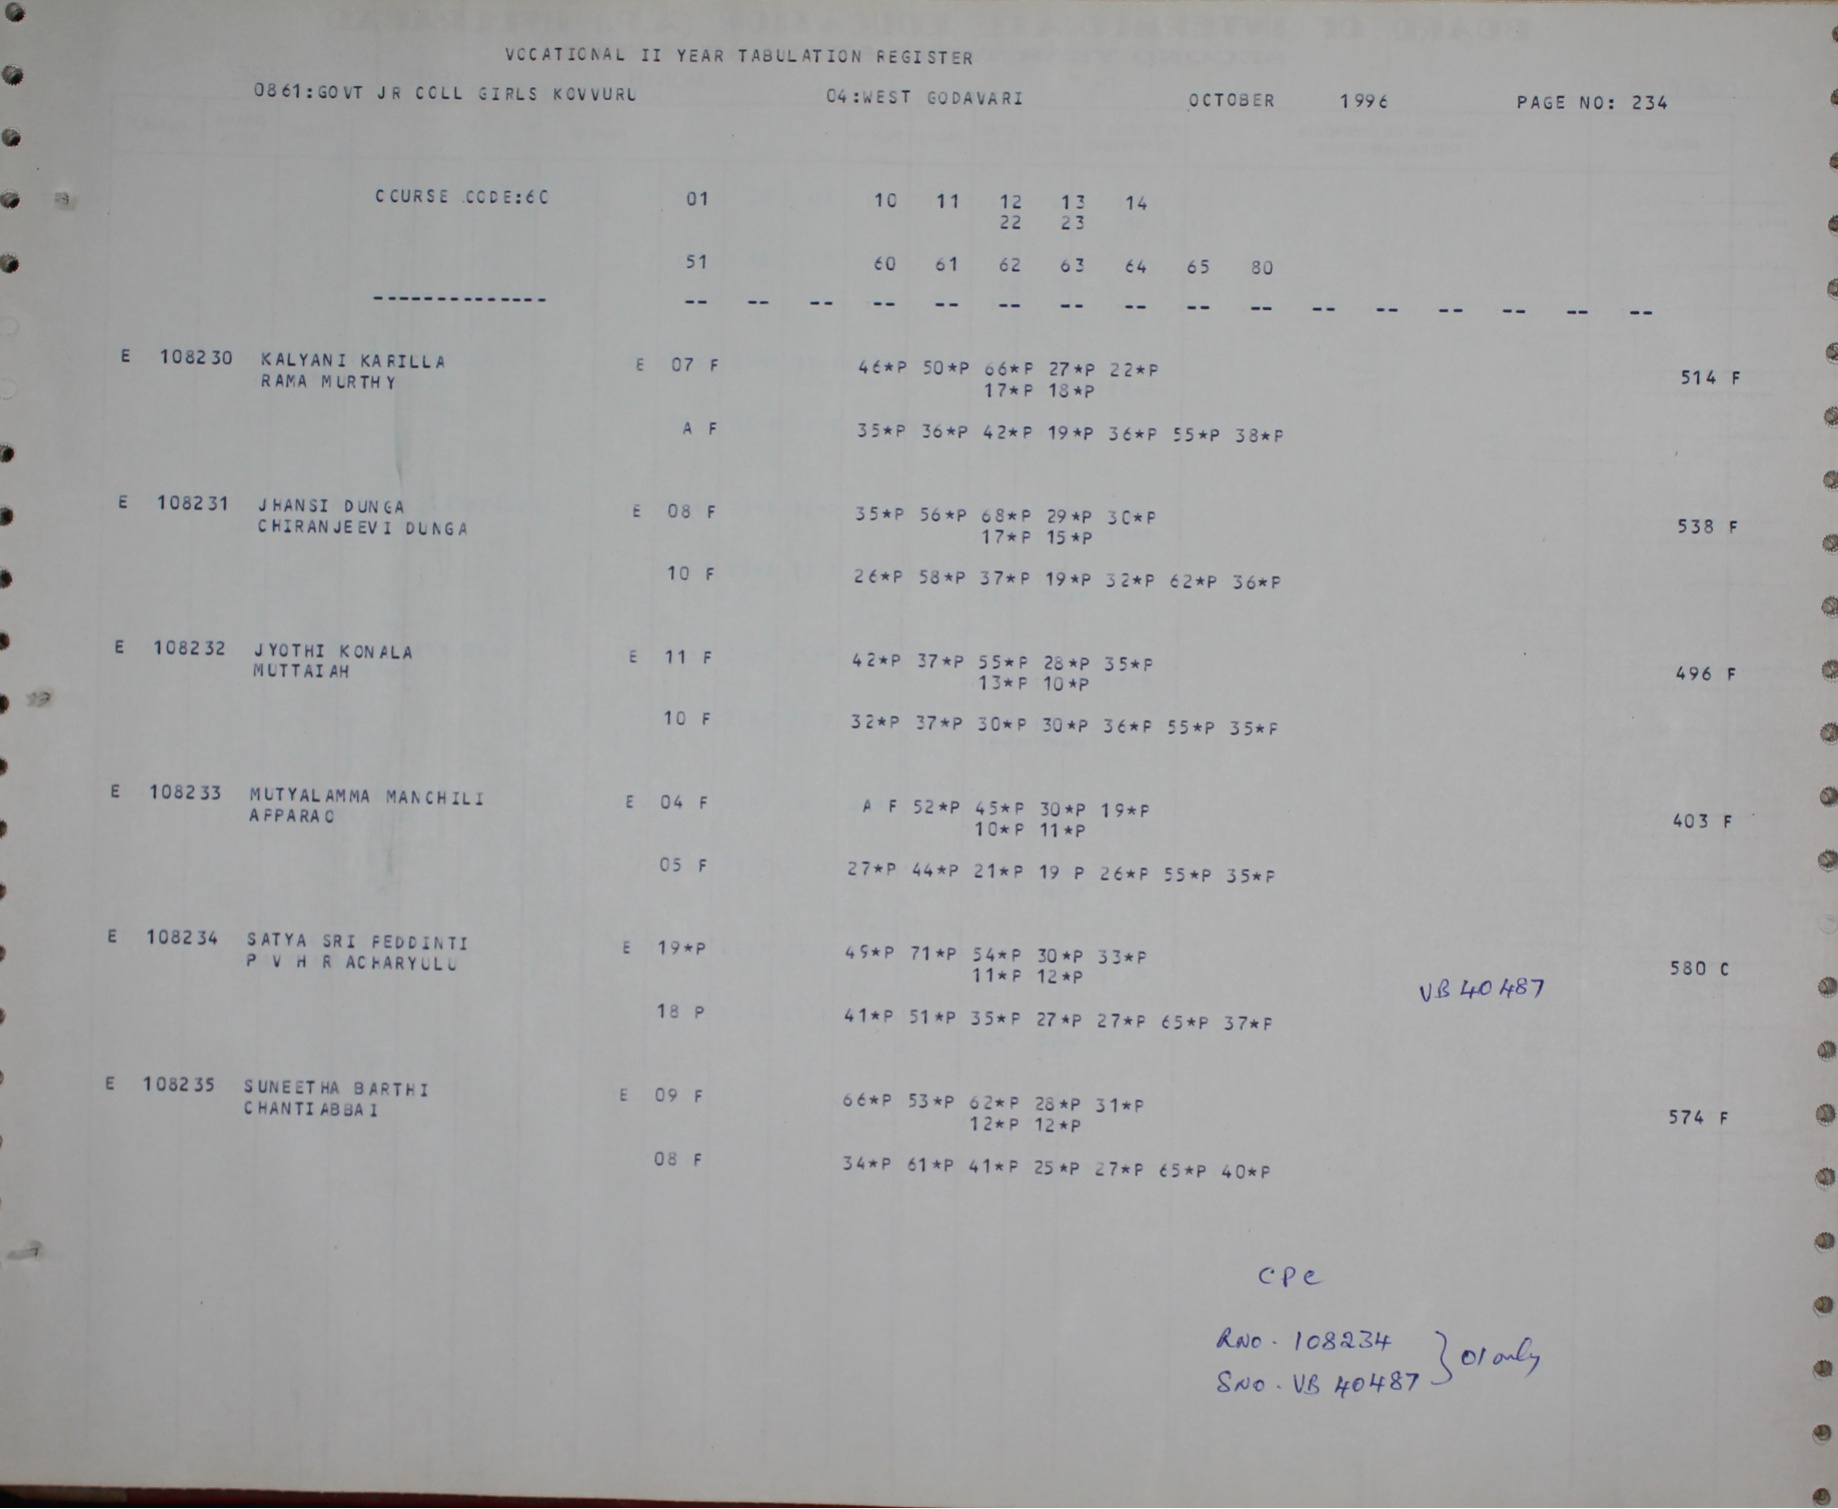 VOCATIONAL II YEAR TABULATION REGISTER
0861:GOVT JR COLL GIRLS KOVVURU 04:WEST GODAVARI OCTOBER 1996 PAGE NO: 234
COURSE CODE:60 01 10 11 12 13 14
22 23
51 60 61 62 63 64 65 80
-------------- -- -- -- -- -- -- -- -- -- -- -- -- -- -- -- --
E 108230 KALYANI KARILLA E 07 F 46*P 50*P 66*P 27*P 22*P
RAMA MURTHY 17*P 18*P 514 F
A F 35*P 36*P 42*P 19*P 36*P 55*P 38*P
E 108231 JHANSI DUNGA E 08 F 35*P 56*P 68*P 29*P 30*P
CHIRANJEEVI DUNGA 17*P 15*P 538 F
10 F 26*P 58*P 37*P 19*P 32*P 62*P 36*P
E 108232 JYOTHI KONALA E 11 F 42*P 37*P 55*P 28*P 35*P
MUTTAIAH 13*P 10*P 496 F
10 F 32*P 37*P 30*P 30*P 36*P 55*P 35*P
E 108233 MUTYALAMMA MANCHILI E 04 F A F 52*P 45*P 30*P 19*P
APPARAO 10*P 11*P 403 F
05 F 27*P 44*P 21*P 19 P 26*P 55*P 35*P
E 108234 SATYA SRI PEDDINTI E 19*P 49*P 71*P 54*P 30*P 33*P
P V H R ACHARYULU 11*P 12*P 580 C
VB 40487
18 P 41*P 51*P 35*P 27*P 27*P 65*P 37*P
E 108235 SUNEETHA BARTHI E 09 F 66*P 53*P 62*P 28*P 31*P
CHANTIABBAI 12*P 12*P 574 F
08 F 34*P 61*P 41*P 25*P 27*P 65*P 40*P
CPC
RNO. 108234
SNO. VB 40487 } 01 only